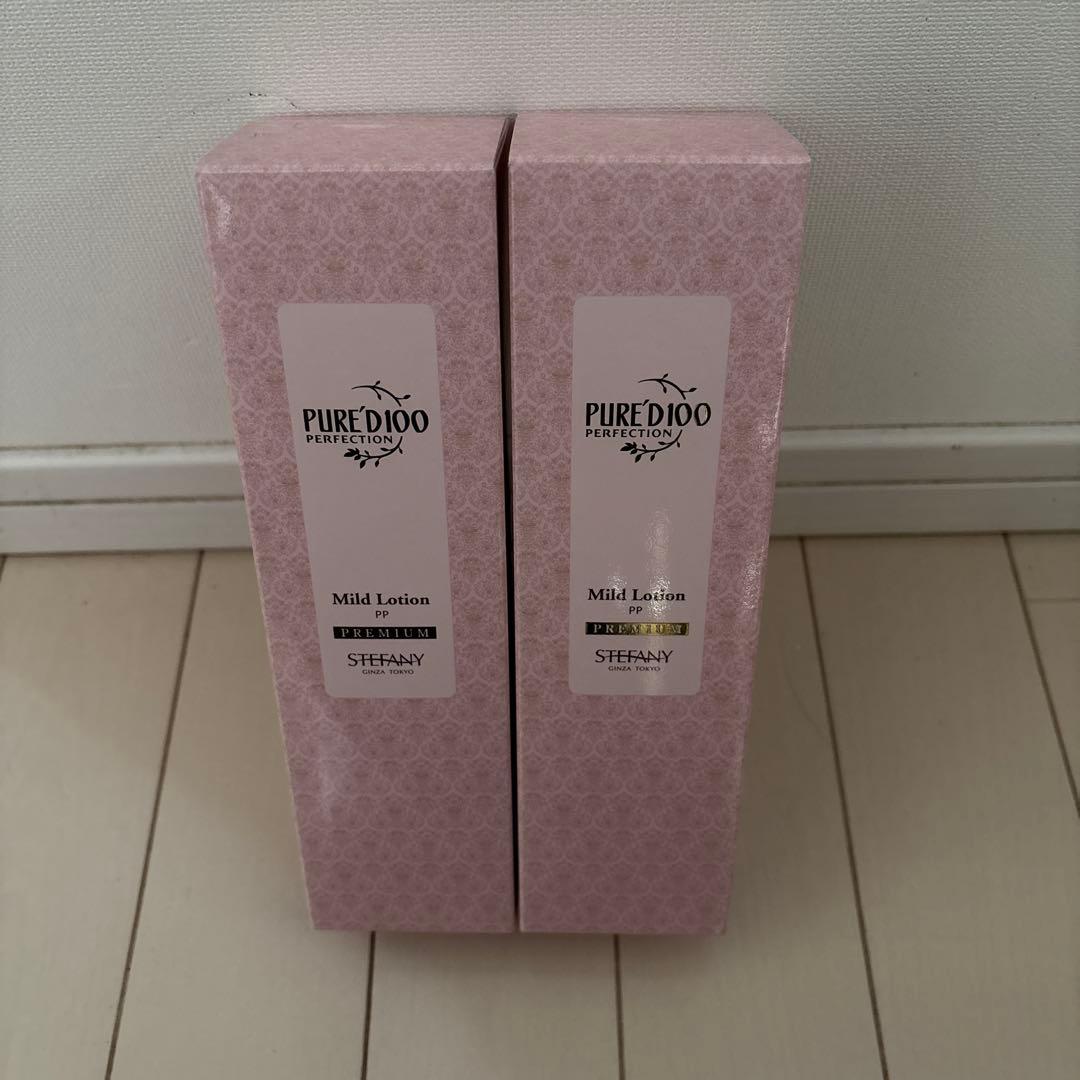 PURE'D100
PERFECTION
Mild Lotion
PP
PREMIUM
STEFANY
GINZA TOKYO
PURE'D100
PERFECTION
Mild Lotion
PP
PREMIUM
STEFANY
GINZA TOKYO